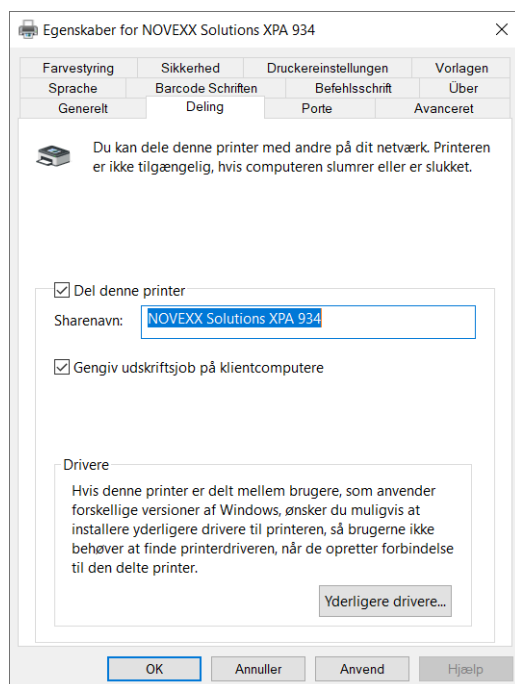 Egenskaber for NOVEXX Solutions XPA 934
Farvestyring Sikkerhed Druckereinstellungen Vorlagen
Sprache Barcode Schriften Befehlsschrift Über
Generelt Deling Porte Avanceret
Du kan dele denne printer med andre på dit netværk. Printeren
er ikke tilgængelig, hvis computeren slumrer eller er slukket.
Del denne printer
Sharenavn: NOVEXX Solutions XPA 934
Gengiv udskriftsjob på klientcomputere
Drivere
Hvis denne printer er delt mellem brugere, som anvender
forskellige versioner af Windows, ønsker du muligvis at
installere yderligere drivere til printeren, så brugerne ikke
behøver at finde printerdriveren, når de opretter forbindelse
til den delte printer.
Yderligere drivere...
OK Annuller Anvend Hjælp